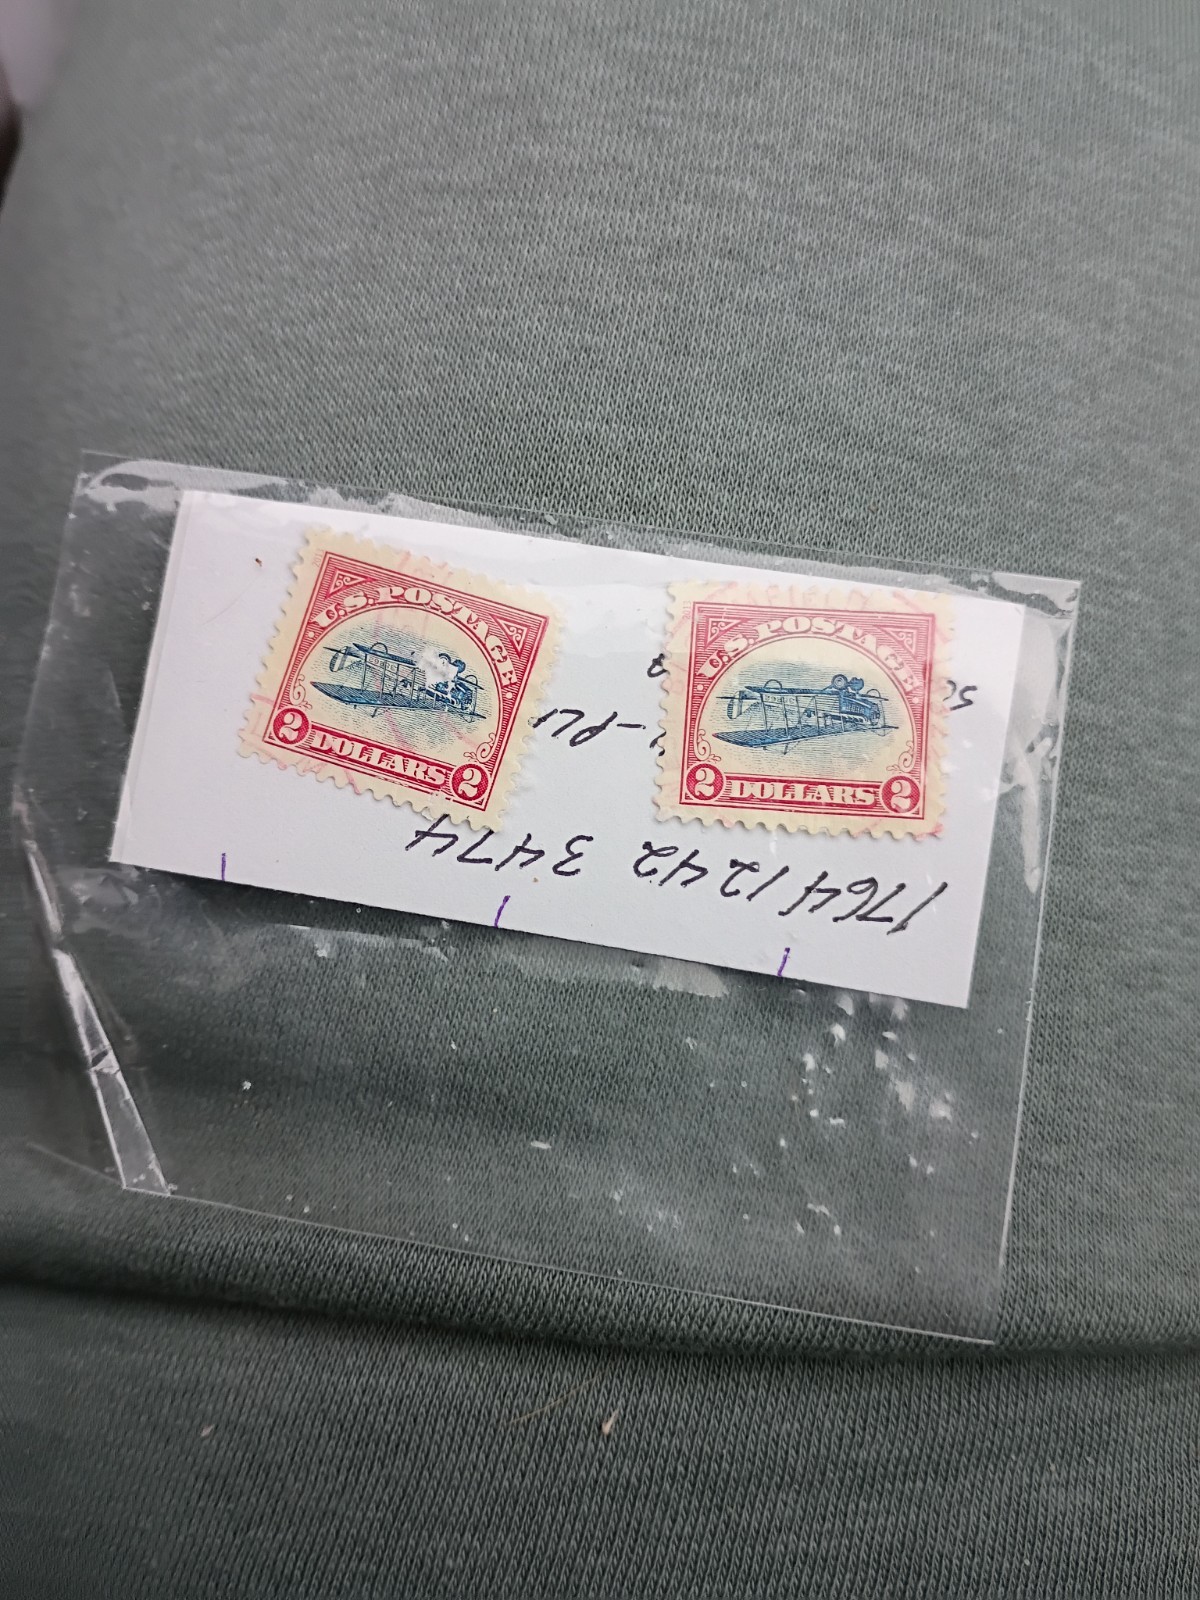 U.S. POSTAGE
2 DOLLARS 2
U.S. POSTAGE
2 DOLLARS 2
1764 1242 3474